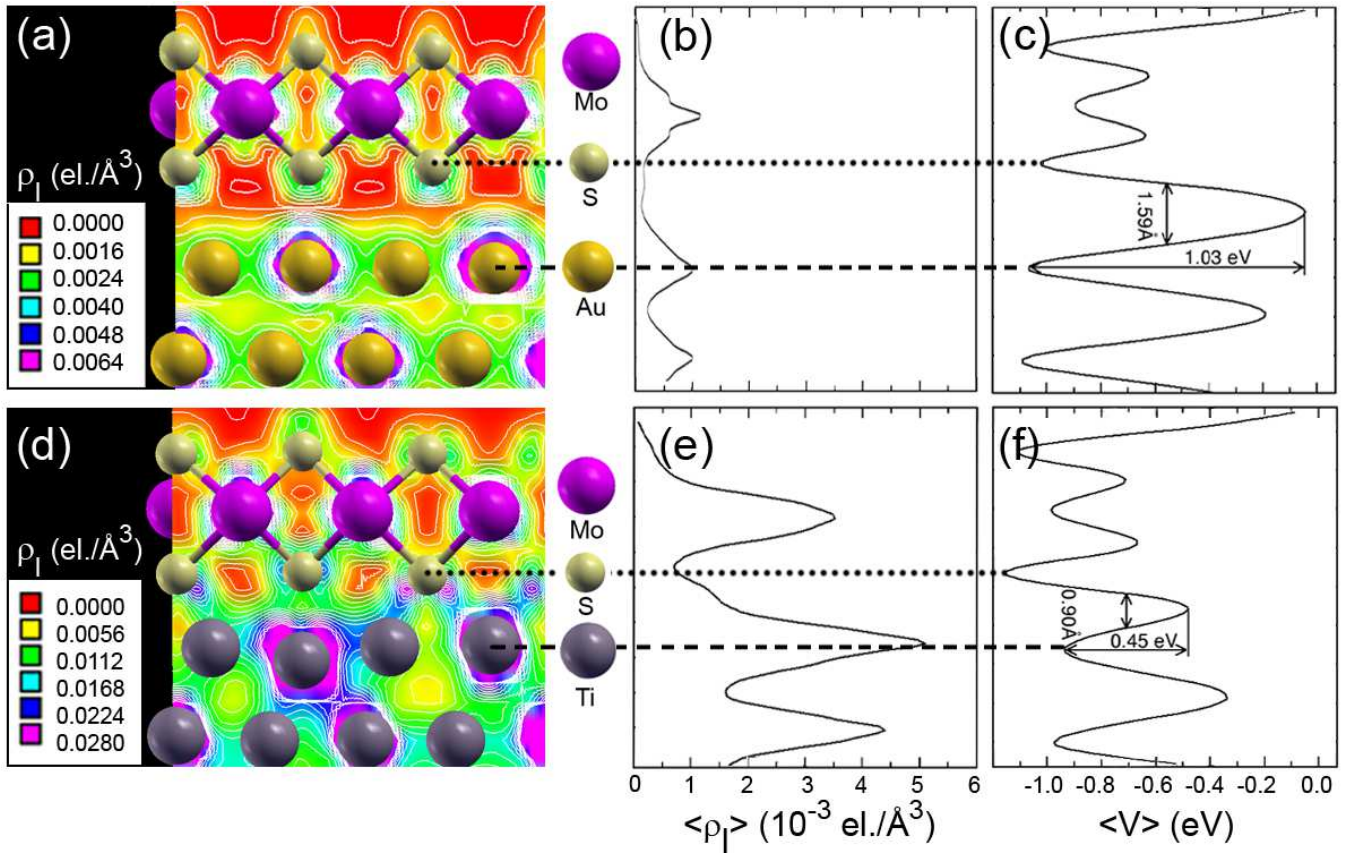 (a)
(b)
(c)
Mo
S
Au
ρl (el./Å3)
0.0000
0.0016
0.0024
0.0040
0.0048
0.0064
1.59Å
1.03 eV
(d)
(e)
(f)
Mo
S
Ti
ρl (el./Å3)
0.0000
0.0056
0.0112
0.0168
0.0224
0.0280
0.90Å
0.45 eV
0 1 2 3 4 5 6
-1.0 -0.8 -0.6 -0.4 -0.2 0.0
<ρl> (10-3 el./Å3)
<V> (eV)